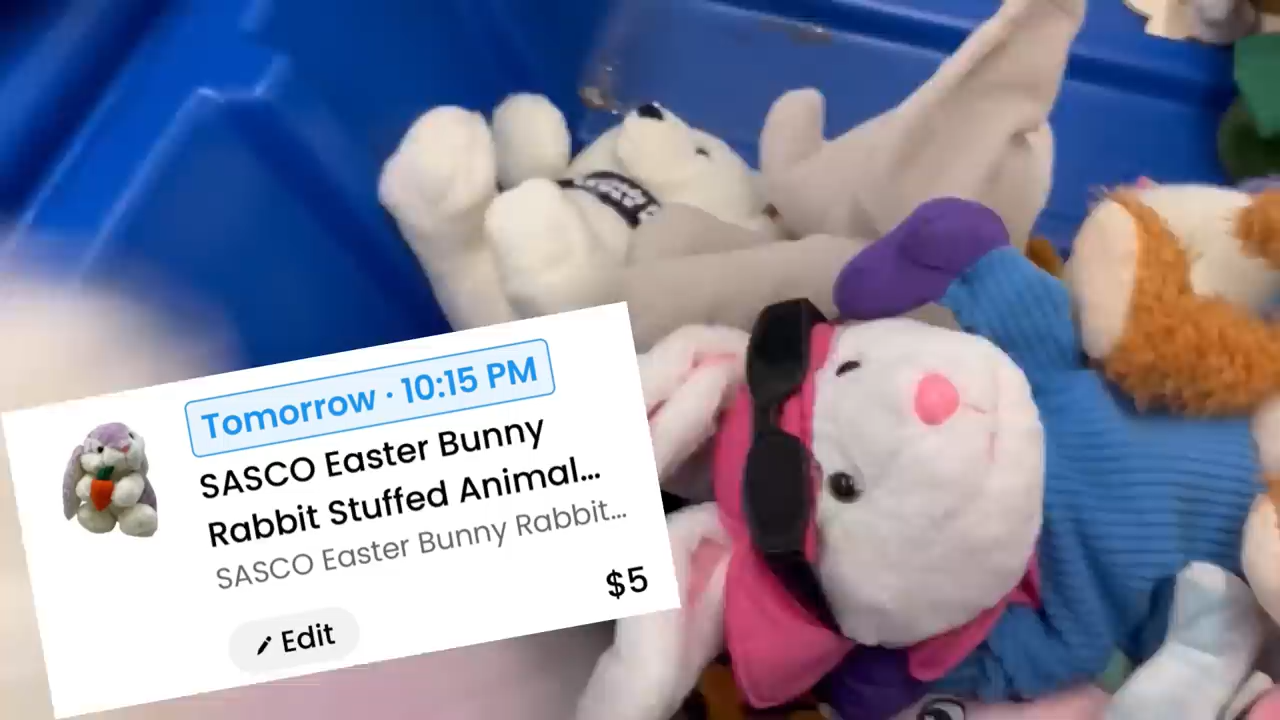 Tomorrow · 10:15 PM
SASCO Easter Bunny
Rabbit Stuffed Animal...
SASCO Easter Bunny Rabbit...
$5
Edit